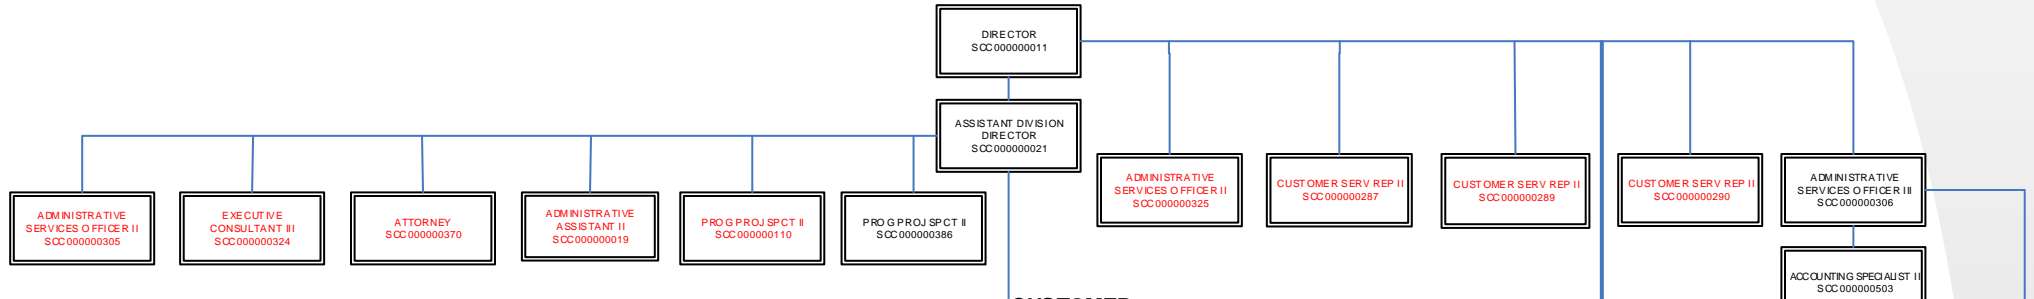 DIRECTOR
SCC000000011
ASSISTANT DIVISION
DIRECTOR
SCC000000021
ADMINISTRATIVE
SERVICES OFFICER II
SCC000000305
EXECUTIVE
CONSULTANT III
SCC000000324
ATTORNEY
SCC000000370
ADMINISTRATIVE
ASSISTANT II
SCC000000019
PROG PROJ SPCT II
SCC000000110
PROG PROJ SPCT II
SCC000000386
ADMINISTRATIVE
SERVICES OFFICER II
SCC000000325
CUSTOMER SERV REP II
SCC000000287
CUSTOMER SERV REP II
SCC000000289
CUSTOMER SERV REP II
SCC000000290
ADMINISTRATIVE
SERVICES OFFICER III
SCC000000306
ACCOUNTING SPECIALIST II
SCC000000503
CUSTOMER